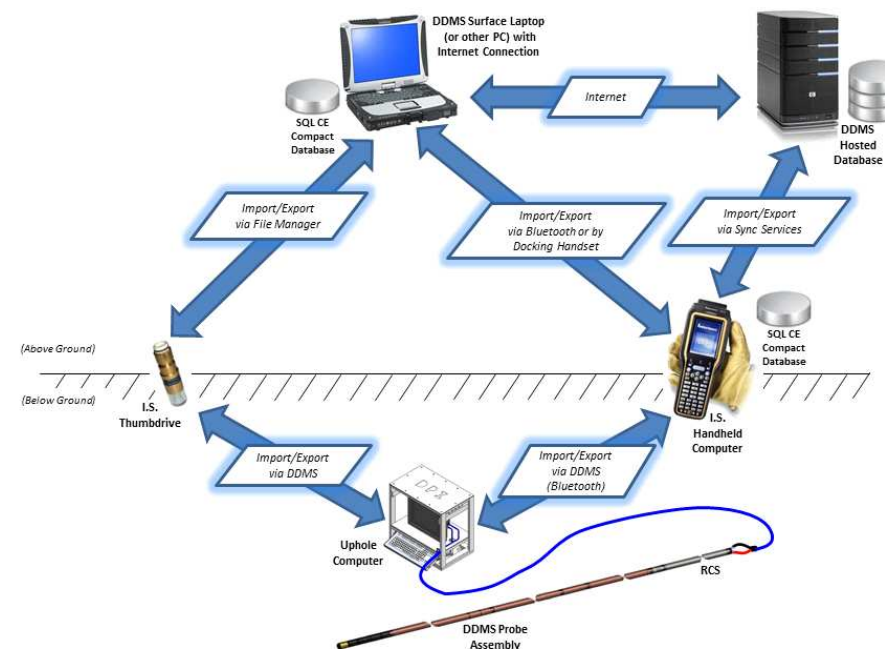 DDMS Surface Laptop
(or other PC) with
Internet Connection
SQL CE
Compact
Database
Internet
DDMS
Hosted
Database
Import/Export
via File Manager
Import/Export
via Bluetooth or by
Docking Handset
Import/Export
via Sync Services
SQL CE
Compact
Database
(Above Ground)
(Below Ground)
I.S.
Thumbdrive
I.S.
Handheld
Computer
Import/Export
via DDMS
Import/Export
via DDMS
(Bluetooth)
Uphole
Computer
RCS
DDMS Probe
Assembly